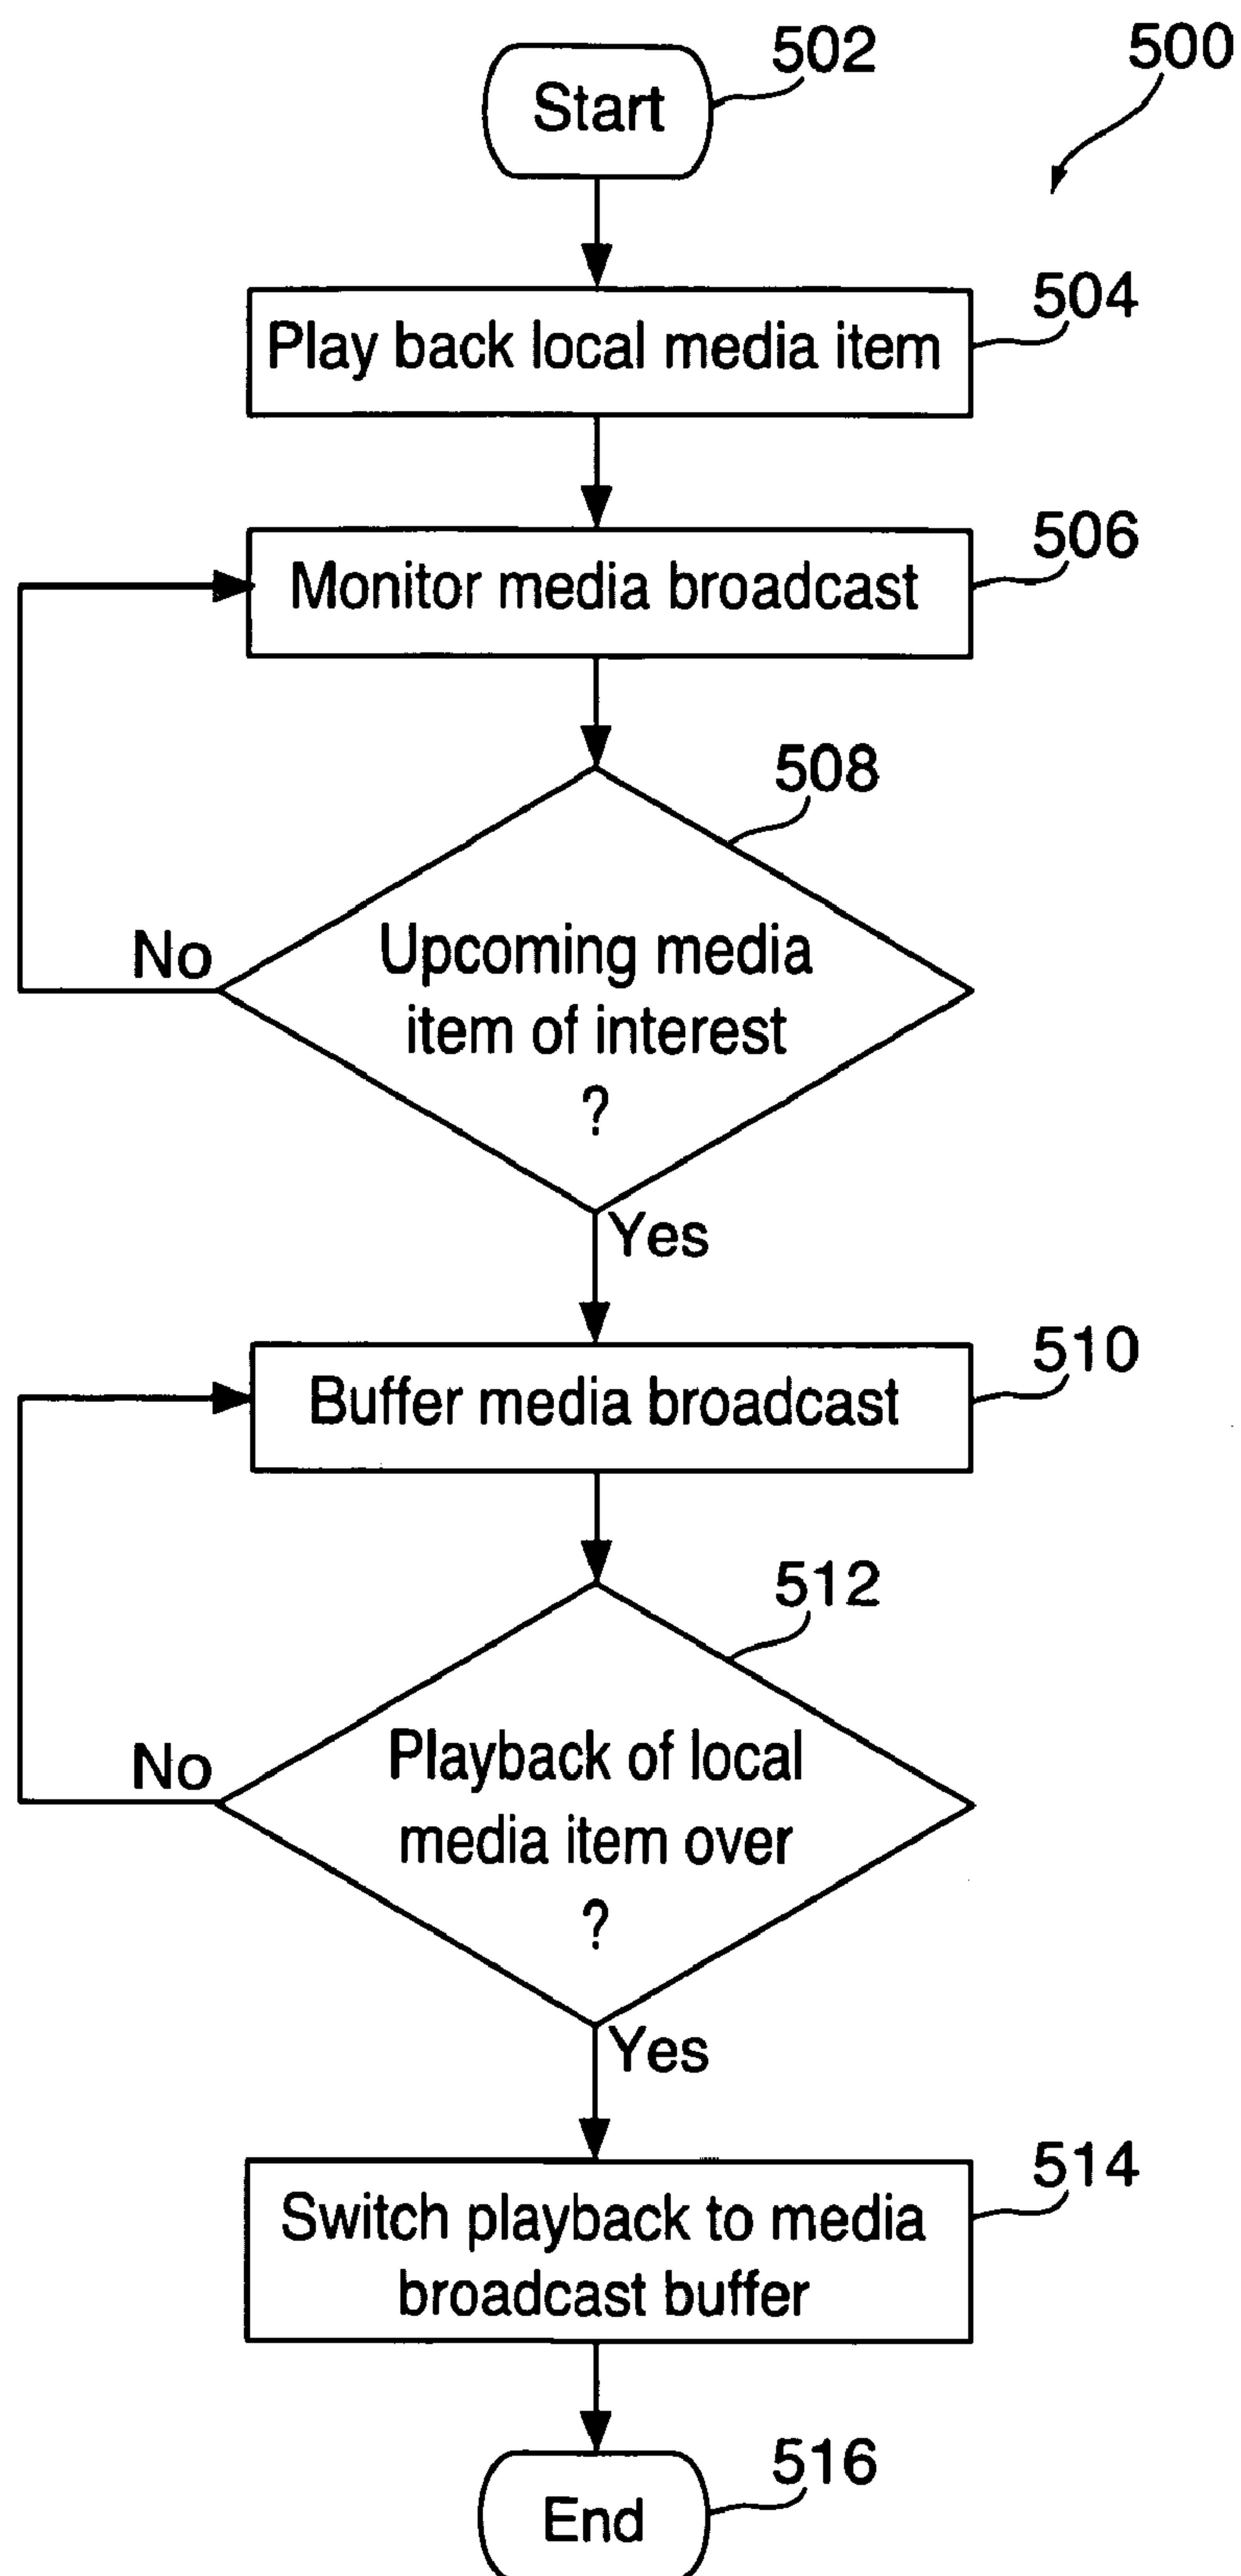 500
502
Start
504
Play back local media item
506
Monitor media broadcast
508
Upcoming media
item of interest
?
No
Yes
510
Buffer media broadcast
512
Playback of local
media item over
?
No
Yes
514
Switch playback to media
broadcast buffer
516
End